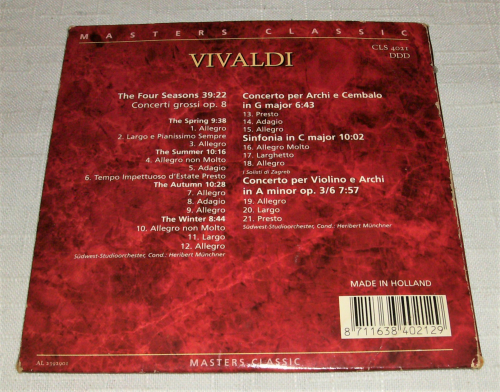 MASTERS CLASSIC
VIVALDI
CLS 4021
DDD
The Four Seasons 39:22
Concerti grossi op. 8
The Spring 9:38
1. Allegro
2. Largo e Pianissimo Sempre
3. Allegro
The Summer 10:16
4. Allegro non Molto
5. Adagio
6. Tempo Impettuoso d'Estate Presto
The Autumn 10:28
7. Allegro
8. Adagio
9. Allegro
The Winter 8:44
10. Allegro non Molto
11. Largo
12. Allegro
Südwest-Studioorchester, Cond.: Heribert Münchner
Concerto per Archi e Cembalo
in G major 6:43
13. Presto
14. Adagio
15. Allegro
Sinfonia in C major 10:02
16. Allegro Molto
17. Larghetto
18. Allegro
I Solisti di Zagreb
Concerto per Violino e Archi
in A minor op. 3/6 7:57
19. Allegro
20. Largo
21. Presto
Südwest-Studioorchester, Cond.: Heribert Münchner
MADE IN HOLLAND
8 711638 402129
MASTERS CLASSIC